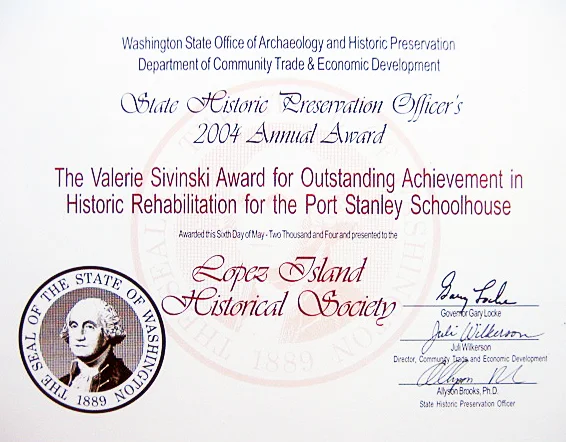 Washington State Office of Archaeology and Historic Preservation
Department of Community Trade & Economic Development
State Historic Preservation Officer's
2004 Annual Award
The Valerie Sivinski Award for Outstanding Achievement in
Historic Rehabilitation for the Port Stanley Schoolhouse
Awarded this Sixth Day of May - Two Thousand and Four and presented to the
Lopez Island
Historical Society
THE SEAL OF THE STATE OF WASHINGTON
1889
1889
Gary Locke
Governor Gary Locke
Juli Wilkerson
Juli Wilkerson
Director, Community Trade and Economic Development
Allyson Brooks, Ph.D.
State Historic Preservation Officer